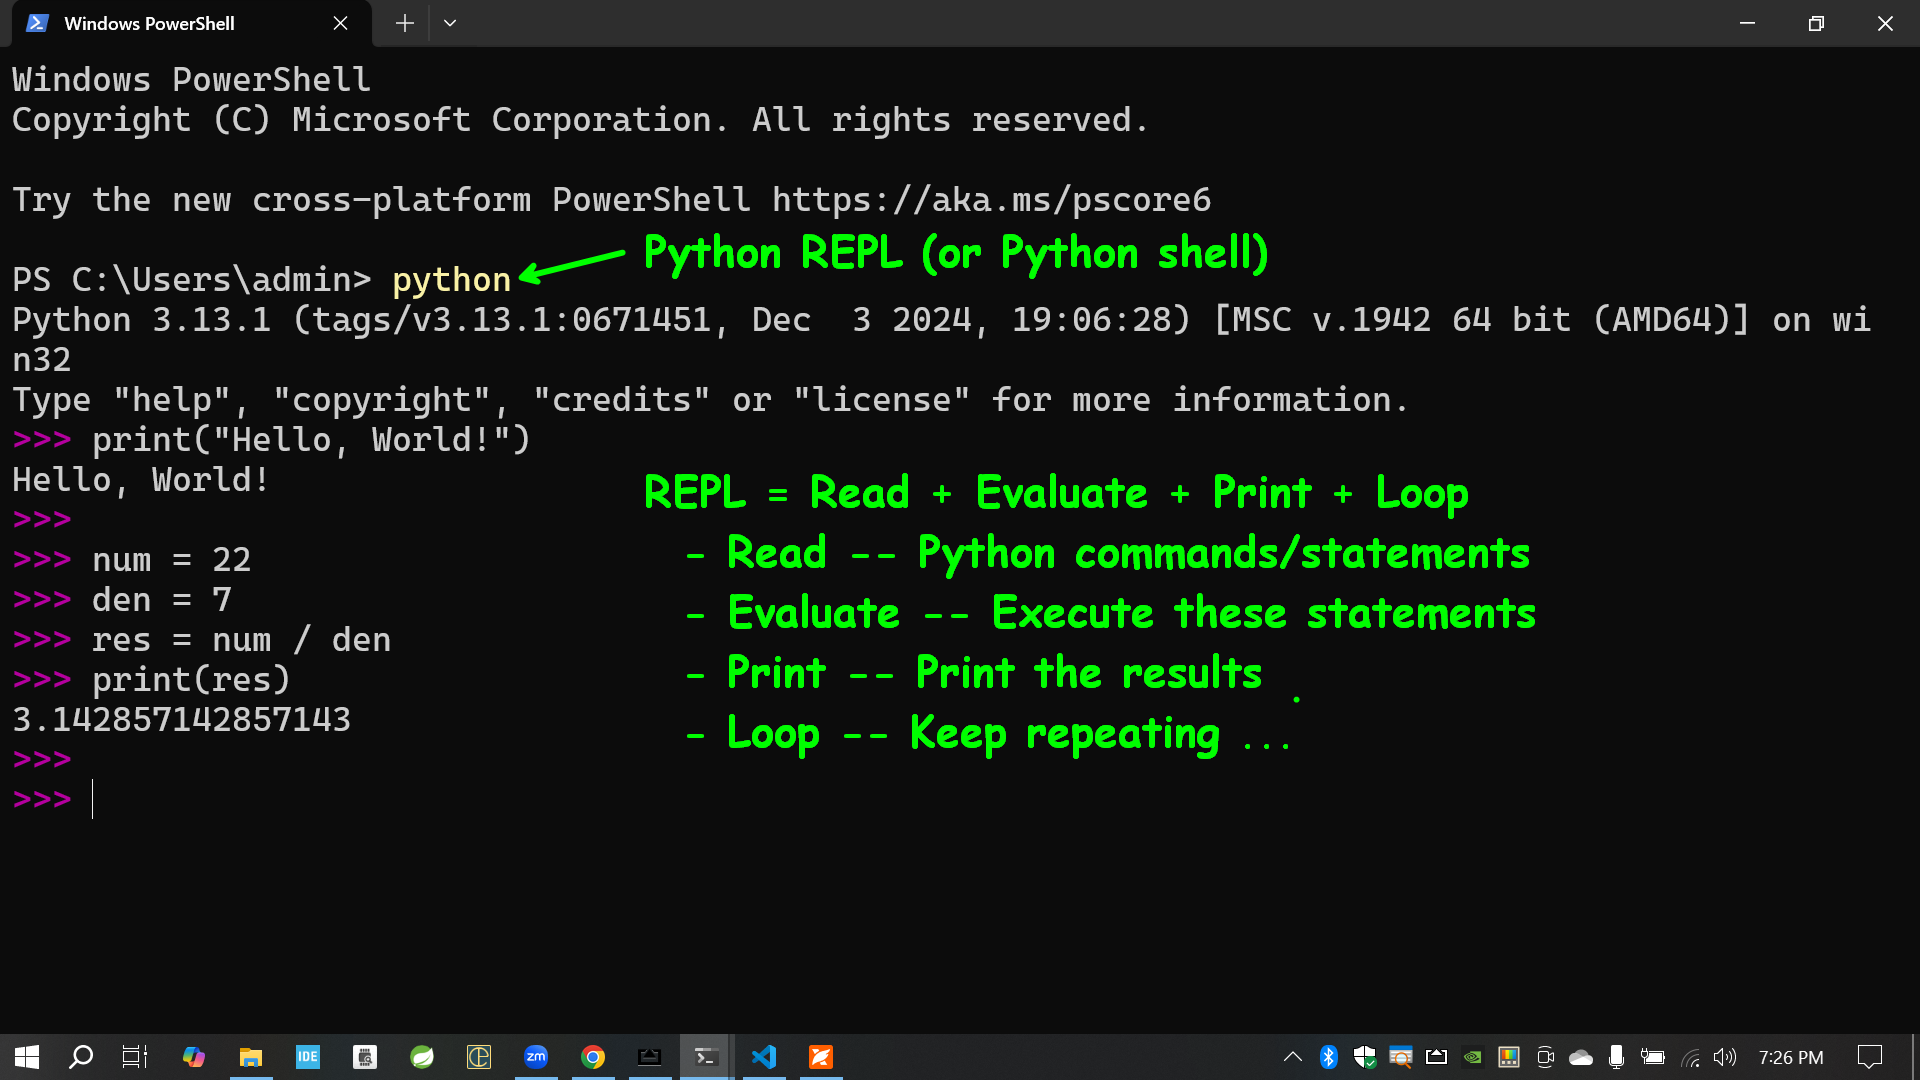 Windows PowerShell
Windows PowerShell
Copyright (C) Microsoft Corporation. All rights reserved.
Try the new cross-platform PowerShell https://aka.ms/pscore6
Python REPL (or Python shell)
PS C:\Users\admin> python
Python 3.13.1 (tags/v3.13.1:0671451, Dec  3 2024, 19:06:28) [MSC v.1942 64 bit (AMD64)] on wi
n32
Type "help", "copyright", "credits" or "license" for more information.
>>> print("Hello, World!")
Hello, World!
>>>
>>> num = 22
>>> den = 7
>>> res = num / den
>>> print(res)
3.142857142857143
>>>
>>>
REPL = Read + Evaluate + Print + Loop
- Read -- Python commands/statements
- Evaluate -- Execute these statements
- Print -- Print the results
- Loop -- Keep repeating ...
IDE
zm
7:26 PM